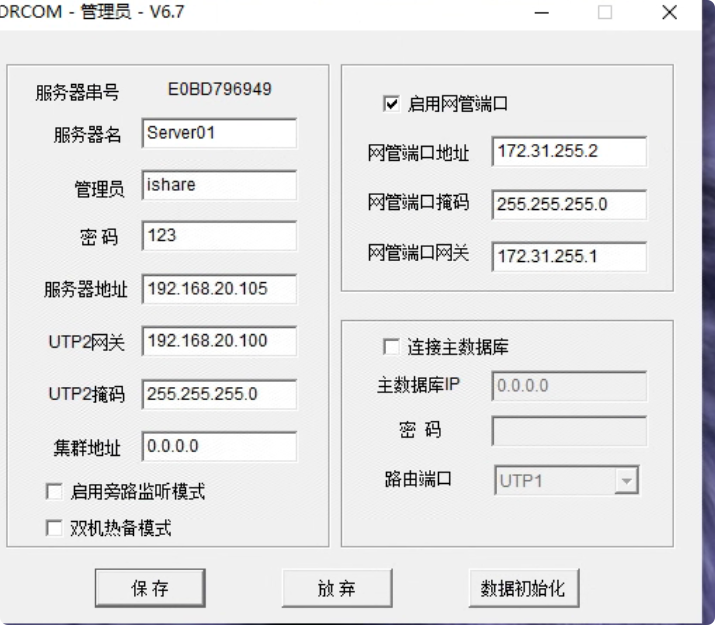 DRCOM - 管理员 - V6.7
服务器串号 E0BD796949
服务器名 Server01
管理员 ishare
密 码 123
服务器地址 192.168.20.105
UTP2网关 192.168.20.100
UTP2掩码 255.255.255.0
集群地址 0.0.0.0
启用旁路监听模式
双机热备模式
启用网管端口
网管端口地址 172.31.255.2
网管端口掩码 255.255.255.0
网管端口网关 172.31.255.1
连接主数据库
主数据库IP 0.0.0.0
密 码
路由端口 UTP1
保 存
放 弃
数据初始化